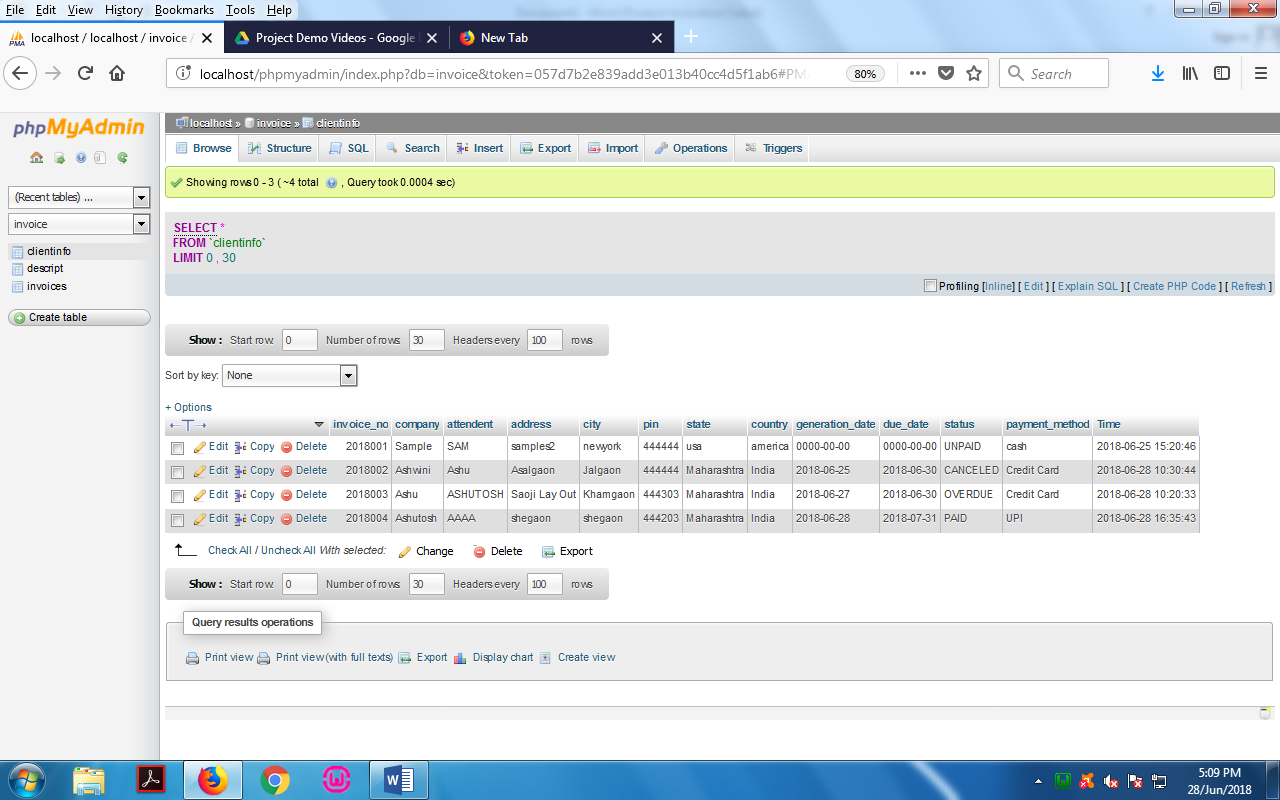 File Edit View History Bookmarks Tools Help
PMA localhost / localhost / invoice / Project Demo Videos - Google New Tab
localhost/phpmyadmin/index.php?db=invoice&token=057d7b2e839add3e013b40cc4d5f1ab6#PM 80% Search
phpMyAdmin
(Recent tables) ...
invoice
clientinfo
descript
invoices
Create table
localhost » invoice » clientinfo
Browse Structure SQL Search Insert Export Import Operations Triggers
Showing rows 0 - 3 ( ~4 total , Query took 0.0004 sec)
SELECT *
FROM `clientinfo`
LIMIT 0 , 30
Profiling [Inline] [ Edit ] [ Explain SQL ] [ Create PHP Code ] [ Refresh ]
Show : Start row: 0 Number of rows: 30 Headers every 100 rows
Sort by key: None
+ Options
←T→ invoice_no company attendent address city pin state country generation_date due_date status payment_method Time
Edit Copy Delete 2018001 Sample SAM samples2 newyork 444444 usa america 0000-00-00 0000-00-00 UNPAID cash 2018-06-25 15:20:46
Edit Copy Delete 2018002 Ashwini Ashu Asalgaon Jalgaon 444444 Maharashtra India 2018-06-25 2018-06-30 CANCELED Credit Card 2018-06-28 10:30:44
Edit Copy Delete 2018003 Ashu ASHUTOSH Saoji Lay Out Khamgaon 444303 Maharashtra India 2018-06-27 2018-06-30 OVERDUE Credit Card 2018-06-28 10:20:33
Edit Copy Delete 2018004 Ashutosh AAAA shegaon shegaon 444203 Maharashtra India 2018-06-28 2018-07-31 PAID UPI 2018-06-28 16:35:43
Check All / Uncheck All With selected: Change Delete Export
Show : Start row: 0 Number of rows: 30 Headers every 100 rows
Query results operations
Print view Print view (with full texts) Export Display chart Create view
5:09 PM
28/Jun/2018